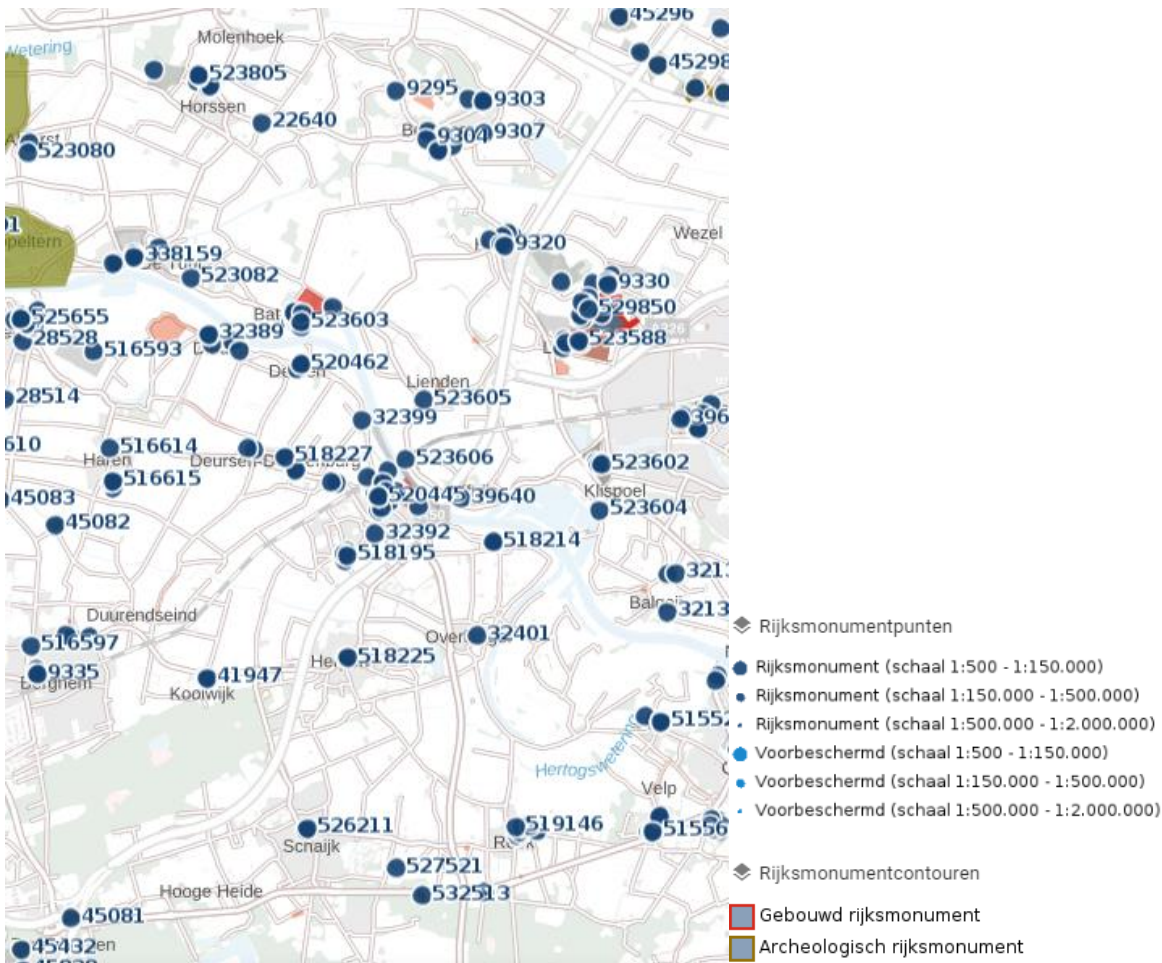 45296
Molenhoek
Wetering
45298
523805
Horssen
9295
9303
22640
9304
9307
523080
Wezel
9320
338159
523082
9330
529850
525655
523603
28528
32389
523588
516593
520462
Lienden
28514
523605
32399
516614
Haren
518227
523606
523602
516615
Klispoel
45083
520445
39640
523604
45082
32392
518214
518195
Duurendseind
516597
32401
518225
9335
Berghem
41947
Kooiwijk
Hertogswetering
Velp
526211
519146
Schaijk
527521
Hooge Heide
532513
45081
45432
Rijksmonumentpunten
Rijksmonument (schaal 1:500 - 1:150.000)
Rijksmonument (schaal 1:150.000 - 1:500.000)
Rijksmonument (schaal 1:500.000 - 1:2.000.000)
Voorbeschermd (schaal 1:500 - 1:150.000)
Voorbeschermd (schaal 1:150.000 - 1:500.000)
Voorbeschermd (schaal 1:500.000 - 1:2.000.000)
Rijksmonumentcontouren
Gebouwd rijksmonument
Archeologisch rijksmonument